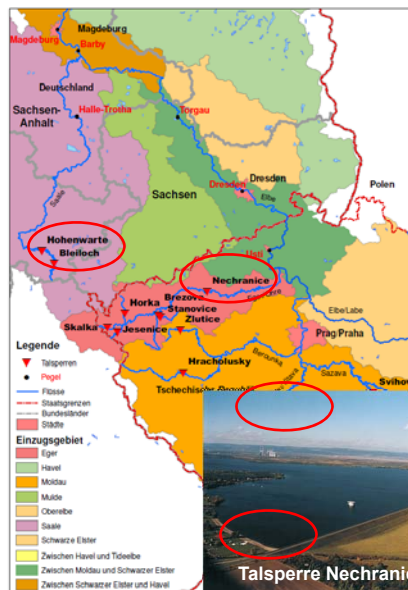 Magdeburg
Magdeburg
Barby
Deutschland
Sachsen-
Anhalt
Halle-Trotha
Torgau
Dresden
Dresden
Polen
Sachsen
Elbe
Saale
Hohenwarte
Bleiloch
Usti
Nechranice
Horka
Brezova
Stanovice
Zlutice
Elbe/Labe
Skalka
Jesenice
Prag/Praha
Legende
Talsperren
Pegel
Flüsse
Staatsgrenzen
Bundesländer
Städte
Hracholusky
Berounka
Sazava
Svihov
Einzugsgebiet
Eger
Havel
Moldau
Mulde
Oberelbe
Saale
Schwarze Elster
Zwischen Havel und Tideelbe
Zwischen Moldau und Schwarzer Elster
Zwischen Schwarzer Elster und Havel
Talsperre Nechranic